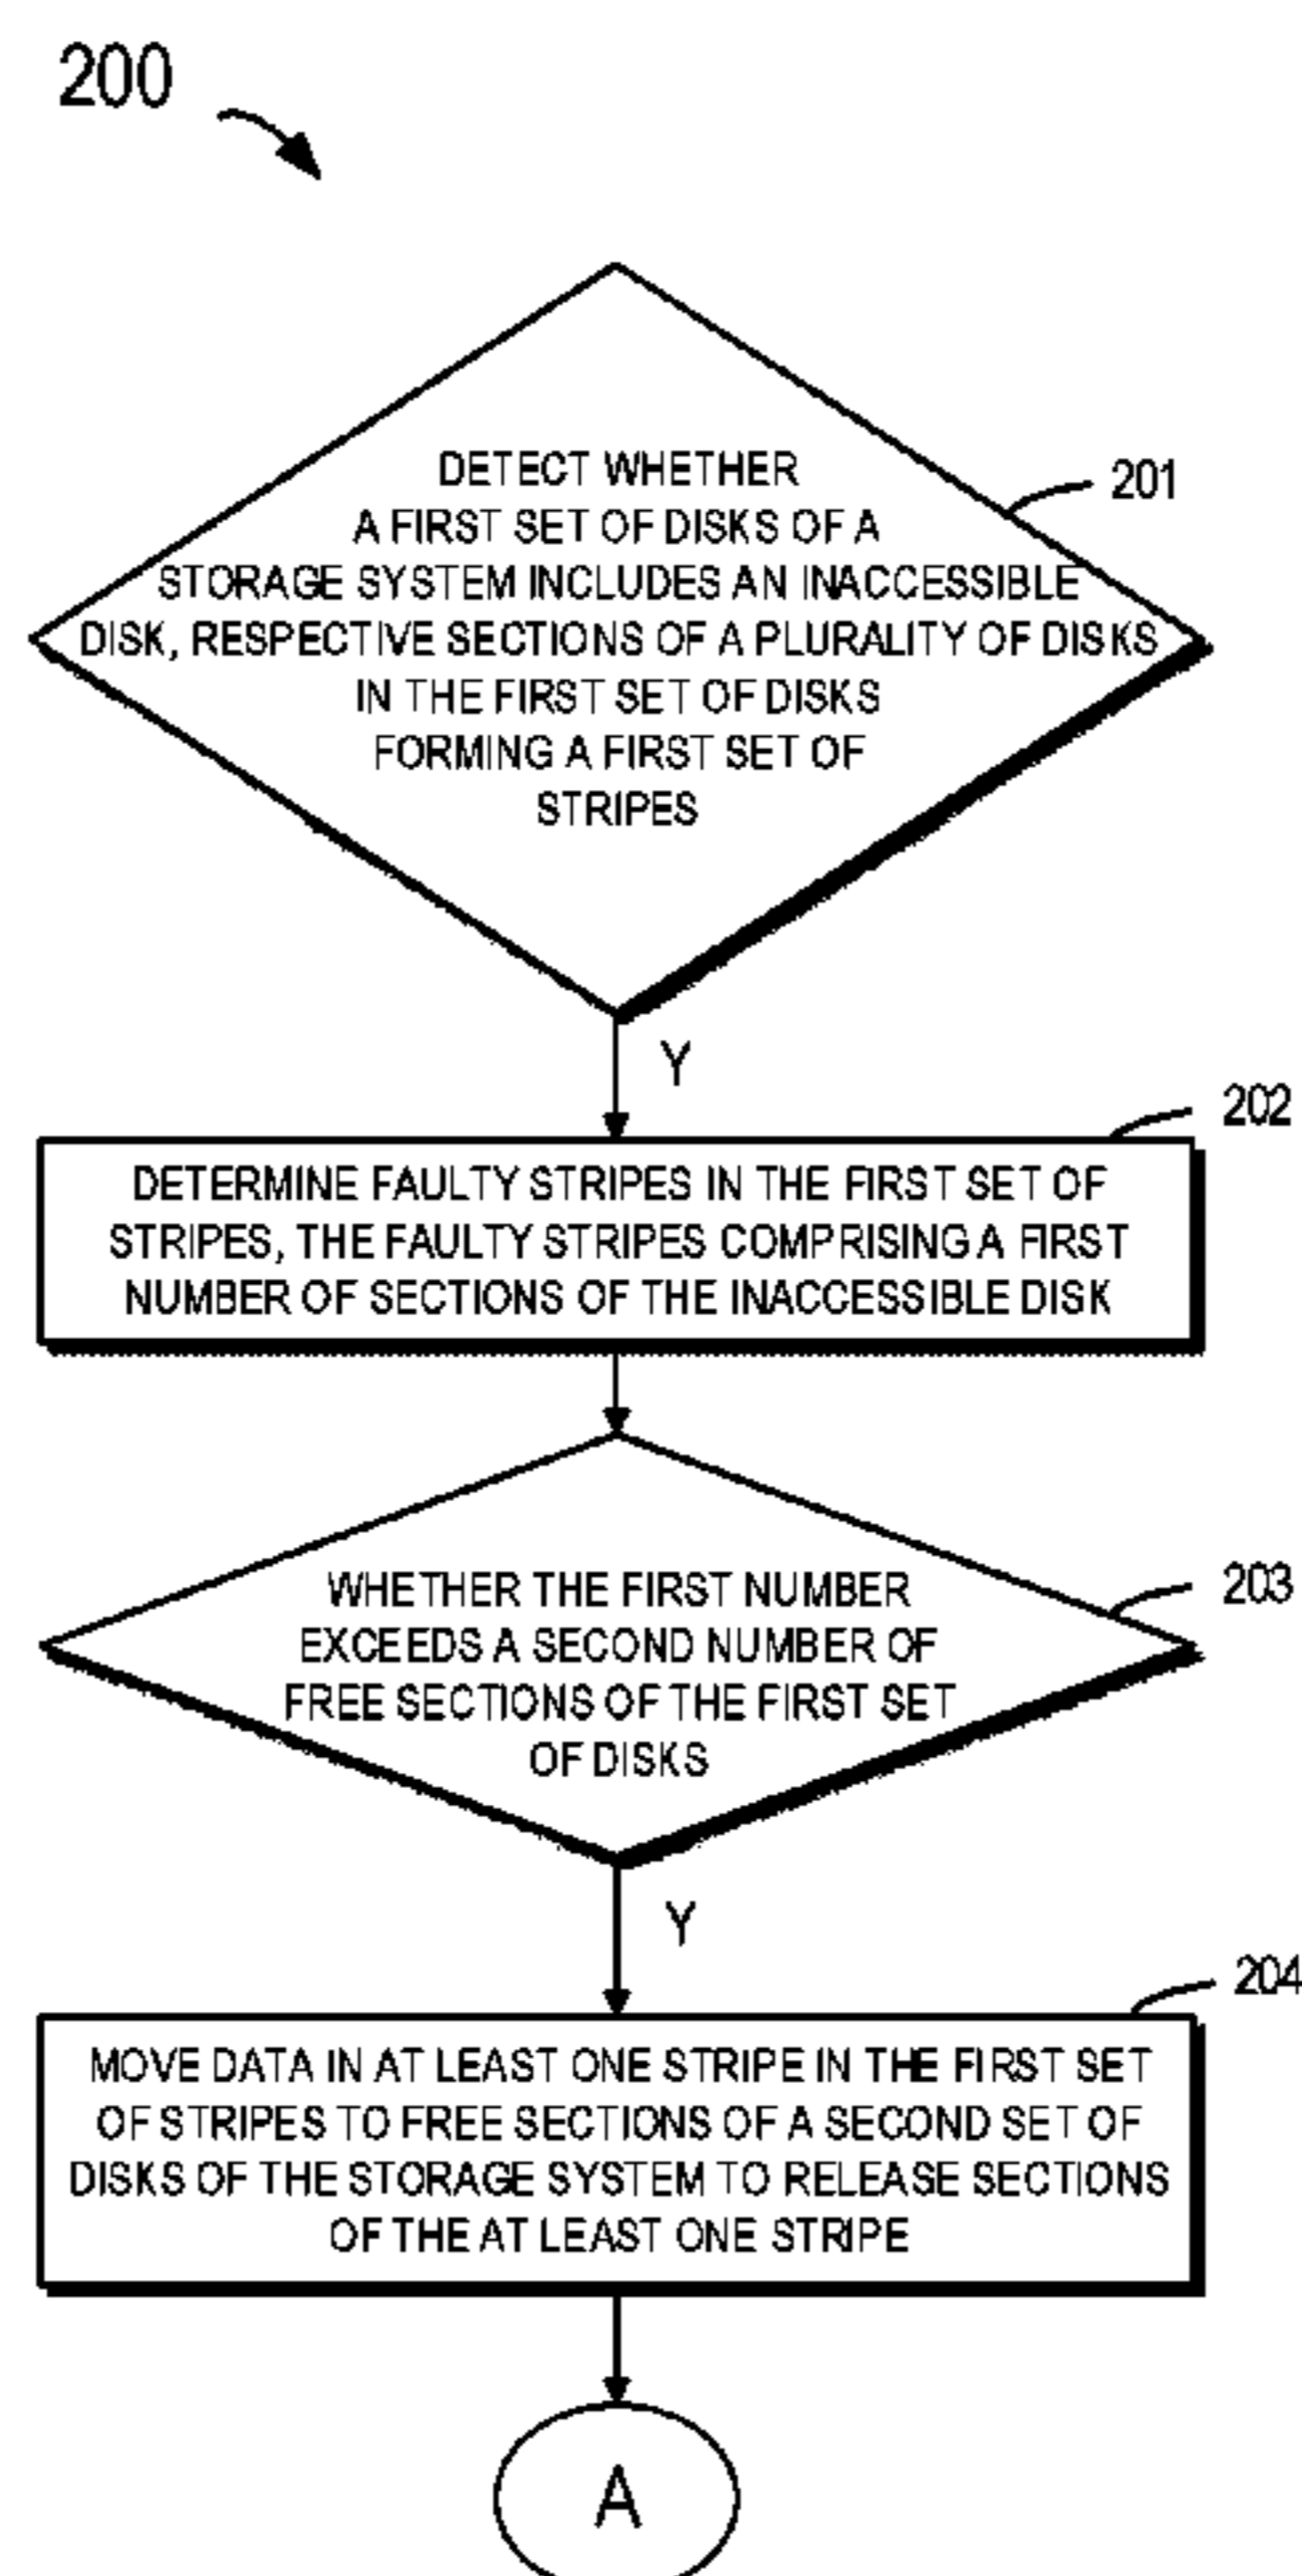 200
DETECT WHETHER
A FIRST SET OF DISKS OF A
STORAGE SYSTEM INCLUDES AN INACCESSIBLE
DISK, RESPECTIVE SECTIONS OF A PLURALITY OF DISKS
IN THE FIRST SET OF DISKS
FORMING A FIRST SET OF
STRIPES
201
Y
202
DETERMINE FAULTY STRIPES IN THE FIRST SET OF
STRIPES, THE FAULTY STRIPES COMPRISING A FIRST
NUMBER OF SECTIONS OF THE INACCESSIBLE DISK
203
WHETHER THE FIRST NUMBER
EXCEEDS A SECOND NUMBER OF
FREE SECTIONS OF THE FIRST SET
OF DISKS
Y
204
MOVE DATA IN AT LEAST ONE STRIPE IN THE FIRST SET
OF STRIPES TO FREE SECTIONS OF A SECOND SET OF
DISKS OF THE STORAGE SYSTEM TO RELEASE SECTIONS
OF THE AT LEAST ONE STRIPE
A